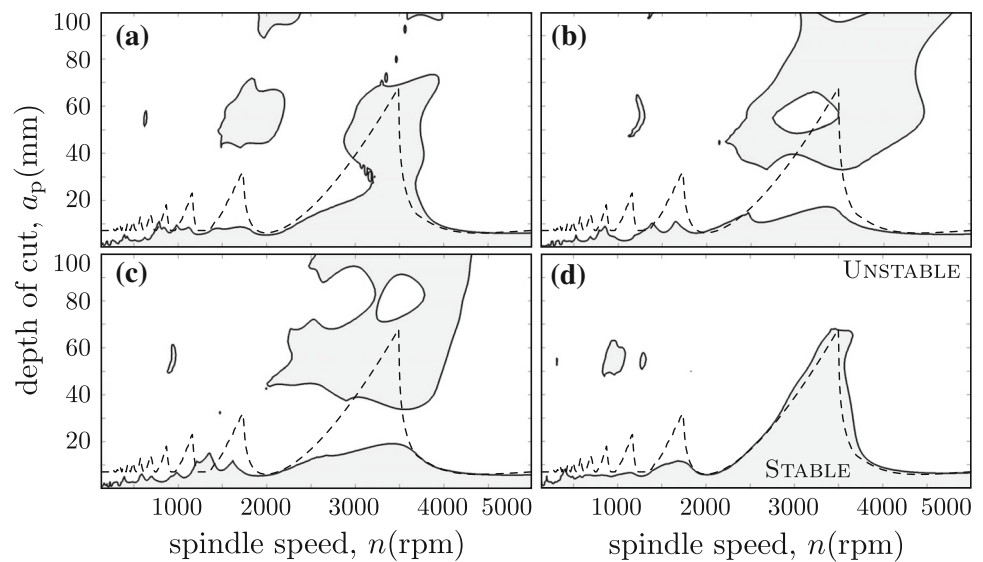 (a)
(b)
100
80
60
40
20
(c)
(d)
UNSTABLE
100
80
60
40
20
STABLE
depth of cut, aₚ(mm)
1000 2000 3000 4000 5000
1000 2000 3000 4000 5000
spindle speed, n(rpm)
spindle speed, n(rpm)